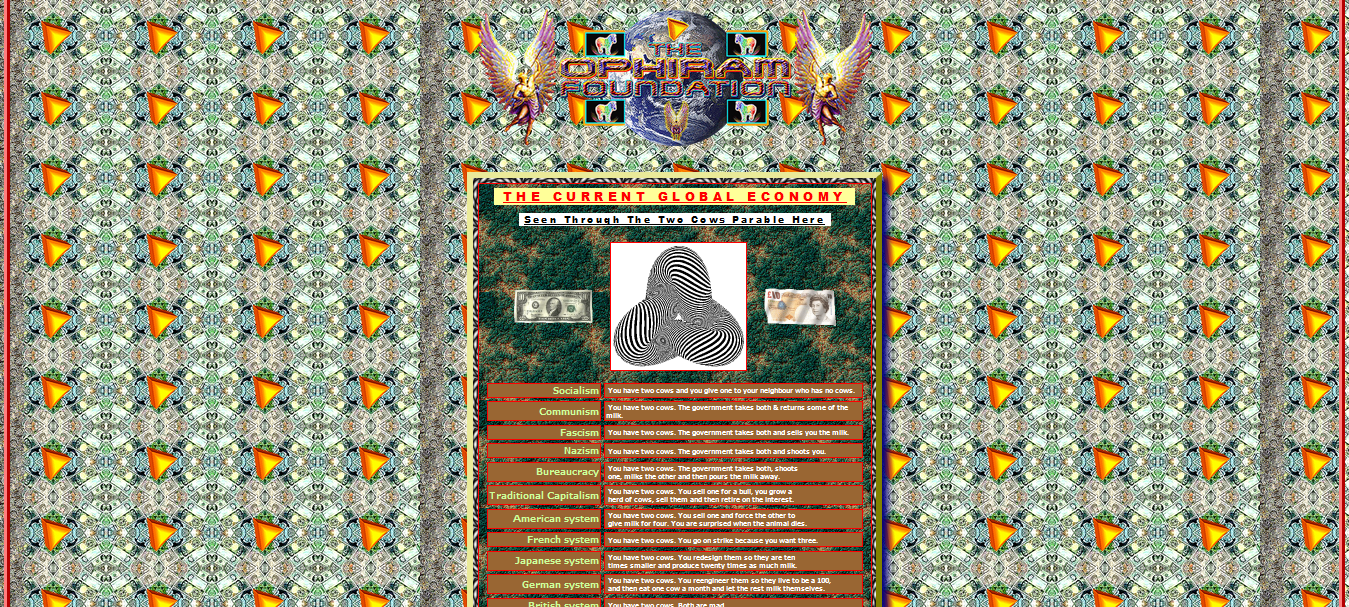 THE
OPHIRAM
FOUNDATION
THE CURRENT GLOBAL ECONOMY
Seen Through The Two Cows Parable Here
Socialism
You have two cows and you give one to your neighbour who has no cows.
Communism
You have two cows. The government takes both & returns some of the
milk.
Fascism
You have two cows. The government takes both and sells you the milk.
Nazism
You have two cows. The government takes both and shoots you.
Bureaucracy
You have two cows. The government takes both, shoots
one, milks the other and then pours the milk away.
Traditional Capitalism
You have two cows. You sell one for a bull, you grow a
herd of cows, sell them and then retire on the interest.
American system
You have two cows. You sell one and force the other to
give milk for four. You are surprised when the animal dies.
French system
You have two cows. You go on strike because you want three.
Japanese system
You have two cows. You redesign them so they are ten
times smaller and produce twenty times as much milk.
German system
You have two cows. You reengineer them so they live to be a 100,
and then eat one cow a month and let the rest milk themselves.
British system
You have two cows. Both are mad.